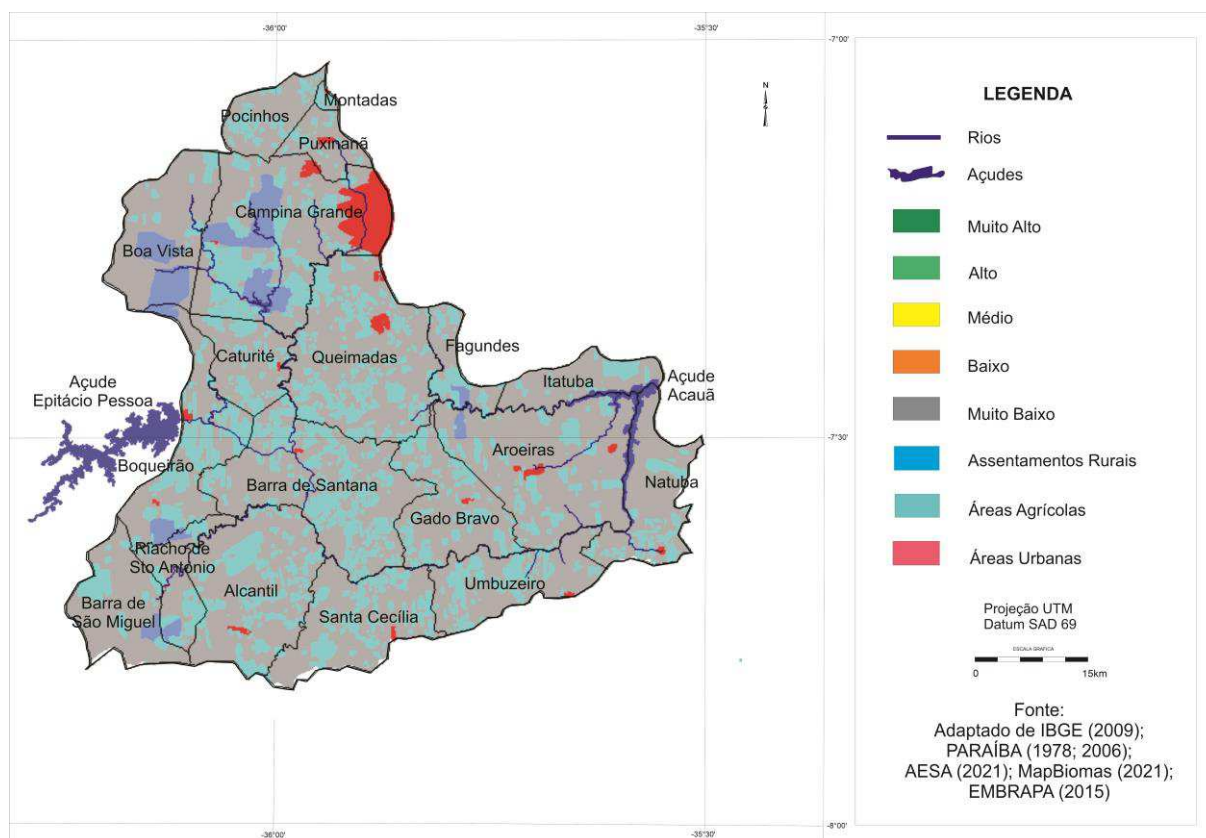 -36°00'
-35°30'
-7°00'
N
Montadas
Pocinhos
Puxinanã
Campina Grande
Boa Vista
Caturité
Queimadas
Fagundes
Itatuba
Açude
Acauã
Açude
Epitácio Pessoa
-7°30'
Boqueirão
Aroeiras
Barra de Santana
Natuba
Gado Bravo
Riacho de
Sto Antônio
Alcantil
Umbuzeiro
Barra de
São Miguel
Santa Cecília
-36°00'
-35°30'
-8°00'
LEGENDA
Rios
Açudes
Muito Alto
Alto
Médio
Baixo
Muito Baixo
Assentamentos Rurais
Áreas Agrícolas
Áreas Urbanas
Projeção UTM
Datum SAD 69
ESCALA GRÁFICA
0 15km
Fonte:
Adaptado de IBGE (2009);
PARAÍBA (1978; 2006);
AESA (2021); MapBiomas (2021);
EMBRAPA (2015)